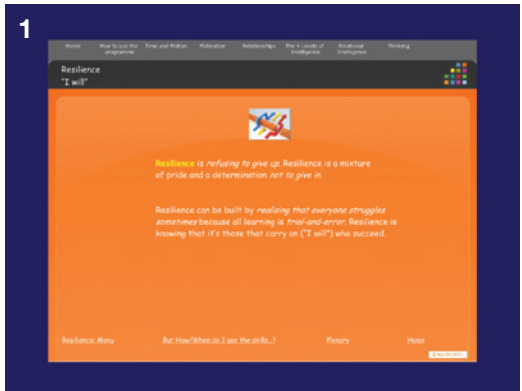 1
Home How to use the programme Time and Motion Motivation Relationships The 4 Levels of Intelligence Emotional Intelligence Thinking
Resilience
"I will"
Resilience is refusing to give up. Resilience is a mixture
of pride and a determination not to give in.
Resilience can be built by realising that everyone struggles
sometimes because all learning is trial-and-error. Resilience is
knowing that it's those that carry on ("I will") who succeed.
Resilience: Menu But How/When do I use the skills..? Plenary Home